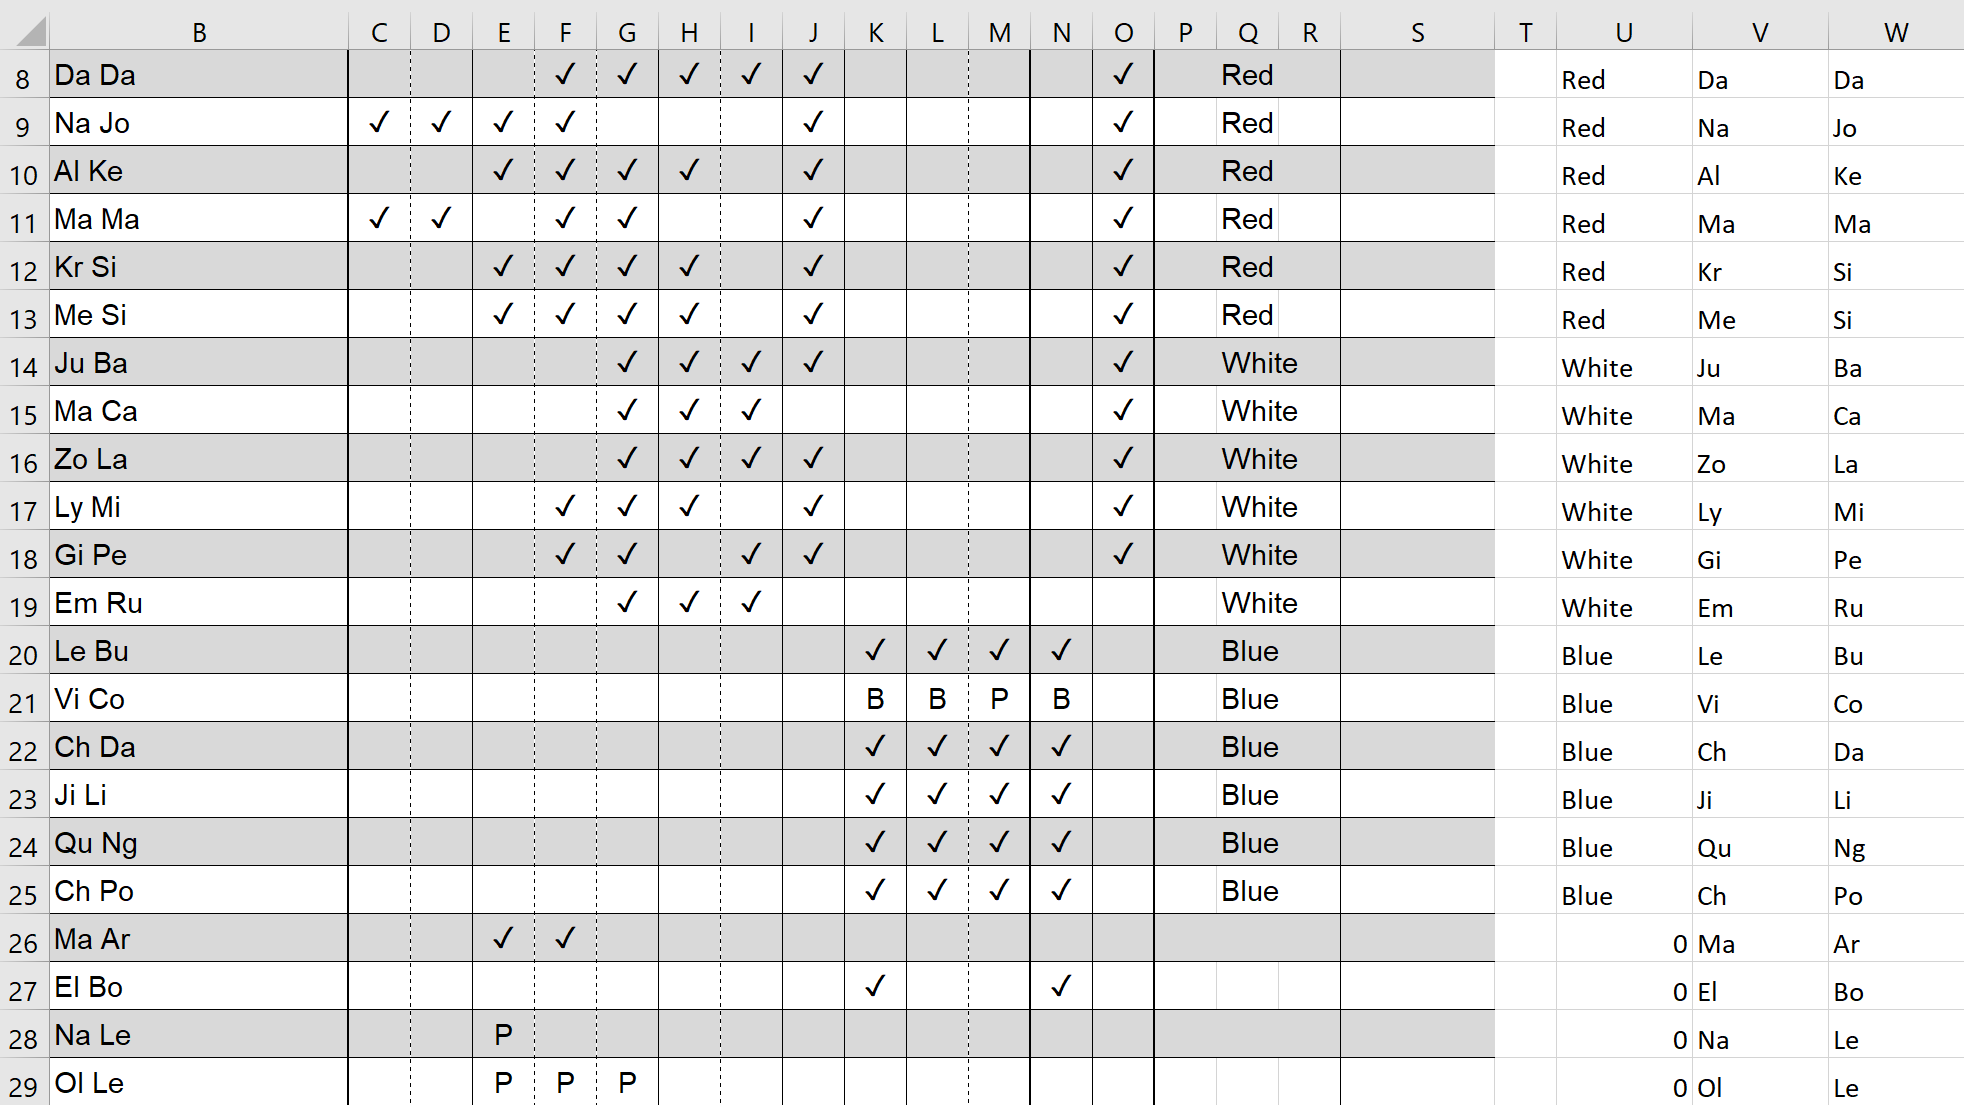 B C D E F G H I J K L M N O P Q R S T U V W
8 Da Da ✓ ✓ ✓ ✓ ✓ ✓ Red Red Da Da
9 Na Jo ✓ ✓ ✓ ✓ ✓ ✓ Red Red Na Jo
10 Al Ke ✓ ✓ ✓ ✓ ✓ ✓ Red Red Al Ke
11 Ma Ma ✓ ✓ ✓ ✓ ✓ ✓ Red Red Ma Ma
12 Kr Si ✓ ✓ ✓ ✓ ✓ ✓ Red Red Kr Si
13 Me Si ✓ ✓ ✓ ✓ ✓ ✓ Red Red Me Si
14 Ju Ba ✓ ✓ ✓ ✓ ✓ White White Ju Ba
15 Ma Ca ✓ ✓ ✓ ✓ White White Ma Ca
16 Zo La ✓ ✓ ✓ ✓ ✓ White White Zo La
17 Ly Mi ✓ ✓ ✓ ✓ ✓ White White Ly Mi
18 Gi Pe ✓ ✓ ✓ ✓ ✓ White White Gi Pe
19 Em Ru ✓ ✓ ✓ White White Em Ru
20 Le Bu ✓ ✓ ✓ ✓ Blue Blue Le Bu
21 Vi Co B B P B Blue Blue Vi Co
22 Ch Da ✓ ✓ ✓ ✓ Blue Blue Ch Da
23 Ji Li ✓ ✓ ✓ ✓ Blue Blue Ji Li
24 Qu Ng ✓ ✓ ✓ ✓ Blue Blue Qu Ng
25 Ch Po ✓ ✓ ✓ ✓ Blue Blue Ch Po
26 Ma Ar ✓ ✓ 0 Ma Ar
27 El Bo ✓ ✓ 0 El Bo
28 Na Le P 0 Na Le
29 Ol Le P P P 0 Ol Le